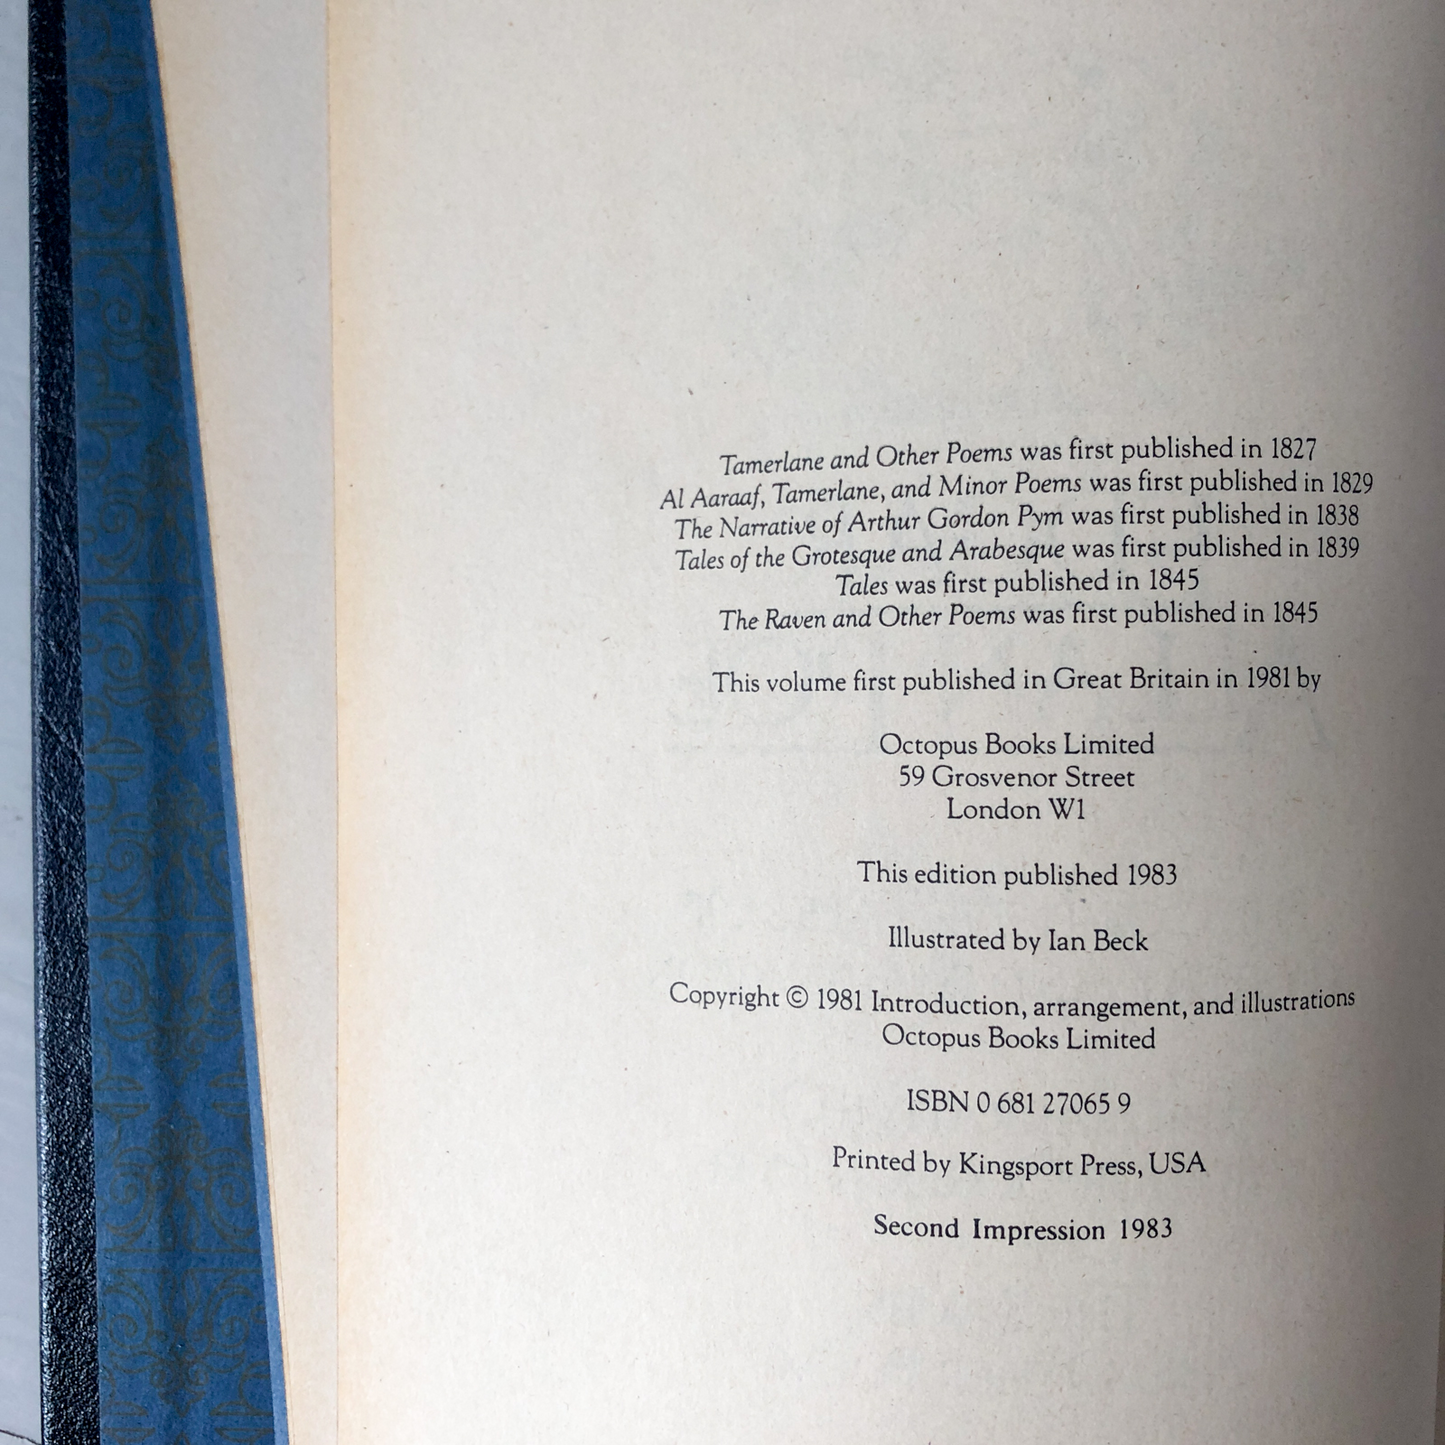 Tamerlane and Other Poems was first published in 1827
Al Aaraaf, Tamerlane, and Minor Poems was first published in 1829
The Narrative of Arthur Gordon Pym was first published in 1838
Tales of the Grotesque and Arabesque was first published in 1839
Tales was first published in 1845
The Raven and Other Poems was first published in 1845
This volume first published in Great Britain in 1981 by
Octopus Books Limited
59 Grosvenor Street
London W1
This edition published 1983
Illustrated by Ian Beck
Copyright © 1981 Introduction, arrangement, and illustrations
Octopus Books Limited
ISBN 0 681 27065 9
Printed by Kingsport Press, USA
Second Impression 1983